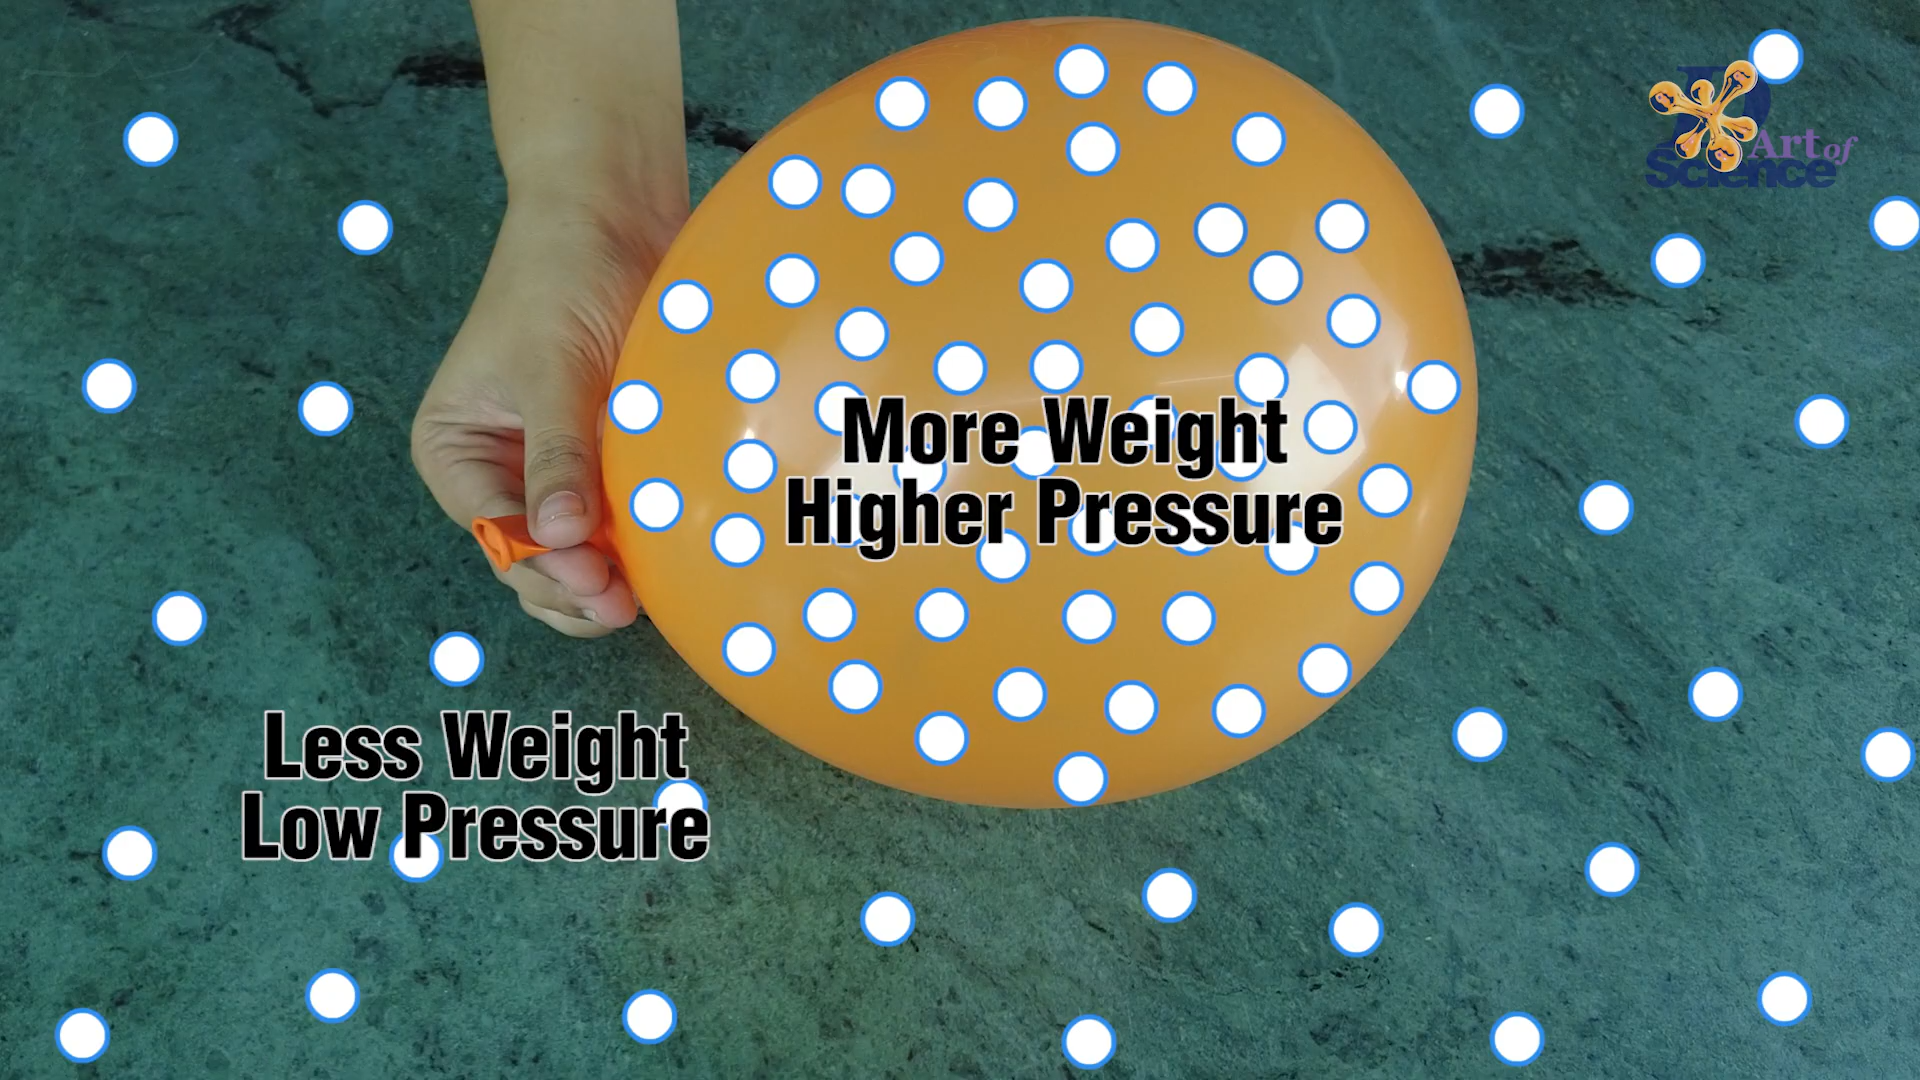 D
Art of
Science
More Weight
Higher Pressure
Less Weight
Low Pressure